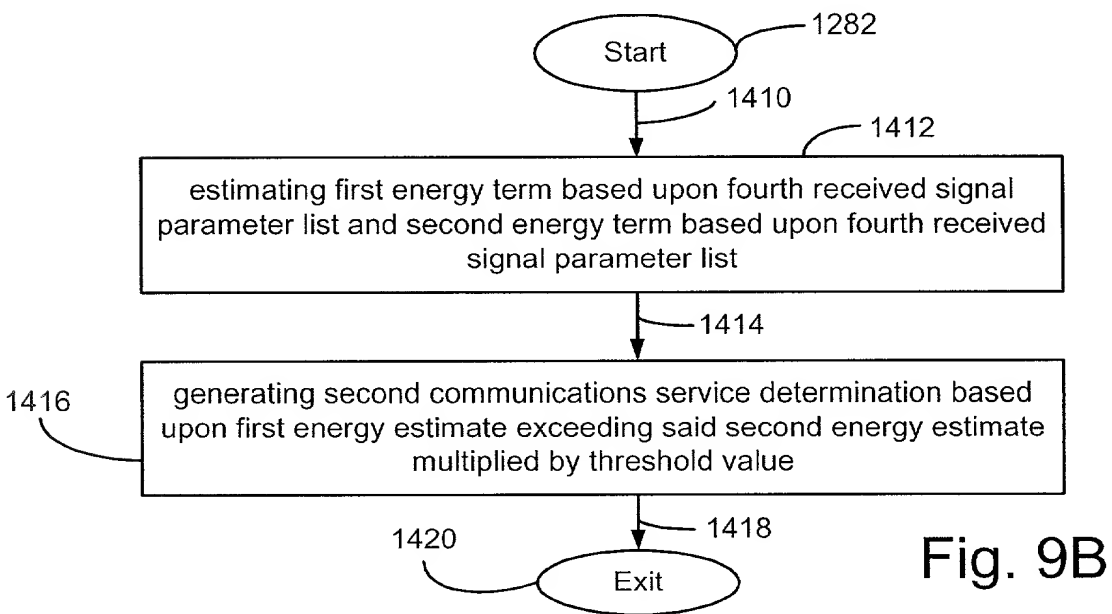 1282
Start
1410
1412
estimating first energy term based upon fourth received signal
parameter list and second energy term based upon fourth received
signal parameter list
1414
1416
generating second communications service determination based
upon first energy estimate exceeding said second energy estimate
multiplied by threshold value
1418
1420
Exit
Fig. 9B